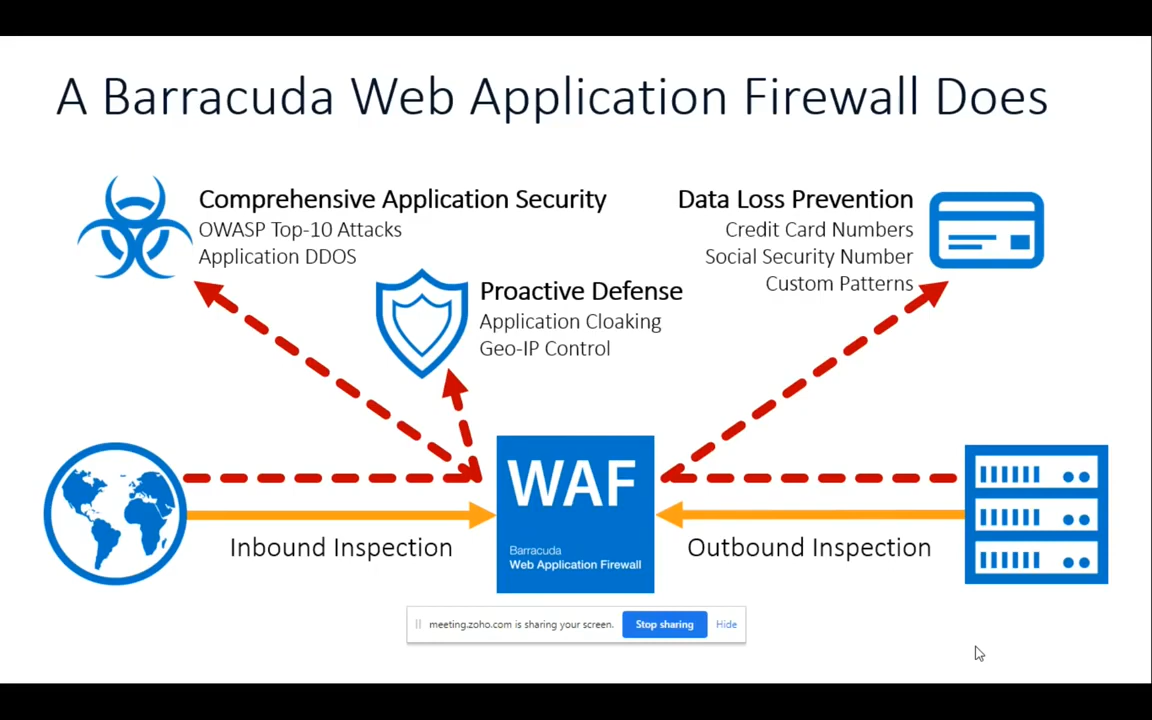 A Barracuda Web Application Firewall Does
Comprehensive Application Security
OWASP Top-10 Attacks
Application DDOS
Proactive Defense
Application Cloaking
Geo-IP Control
Data Loss Prevention
Credit Card Numbers
Social Security Number
Custom Patterns
Inbound Inspection
WAF
Barracuda
Web Application Firewall
Outbound Inspection
meeting.zoho.com is sharing your screen. Stop sharing Hide